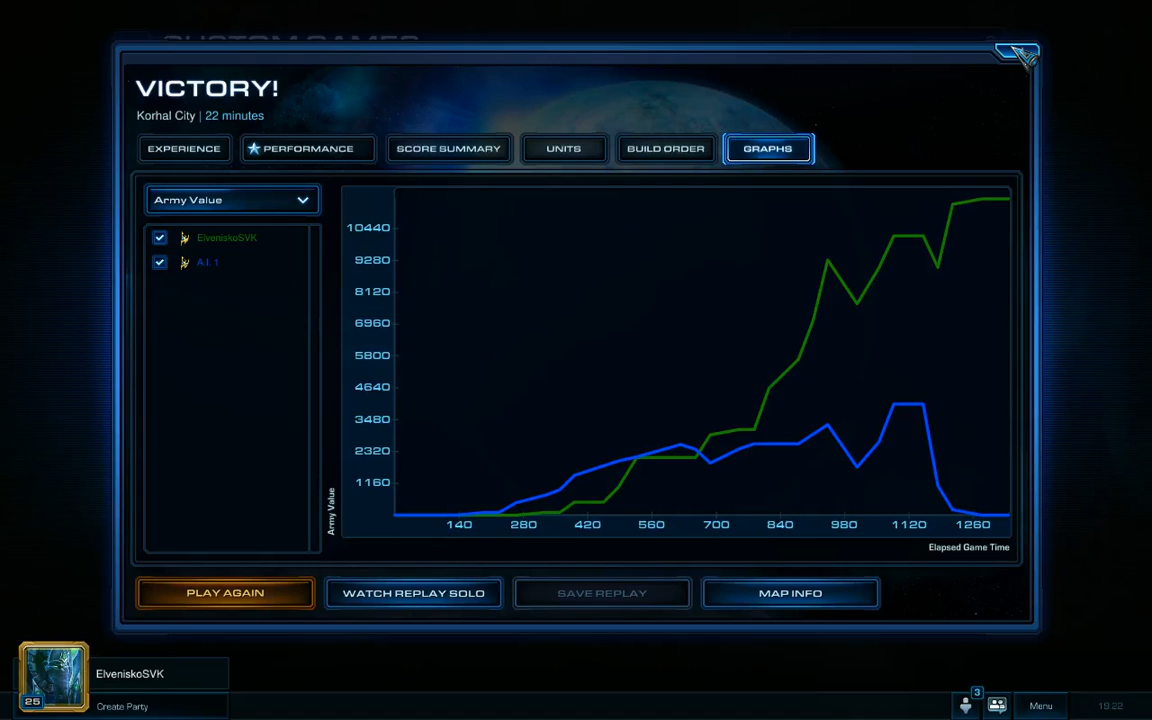 CUSTOM GAMES
VICTORY!
Korhal City | 22 minutes
EXPERIENCE
PERFORMANCE
SCORE SUMMARY
UNITS
BUILD ORDER
GRAPHS
Army Value
ElveniskoSVK
A.I. 1
10440
9280
8120
6960
5800
4640
3480
2320
1160
Army Value
140 280 420 560 700 840 980 1120 1260
Elapsed Game Time
PLAY AGAIN
WATCH REPLAY SOLO
SAVE REPLAY
MAP INFO
25
ElveniskoSVK
Create Party
3
Menu
19:22